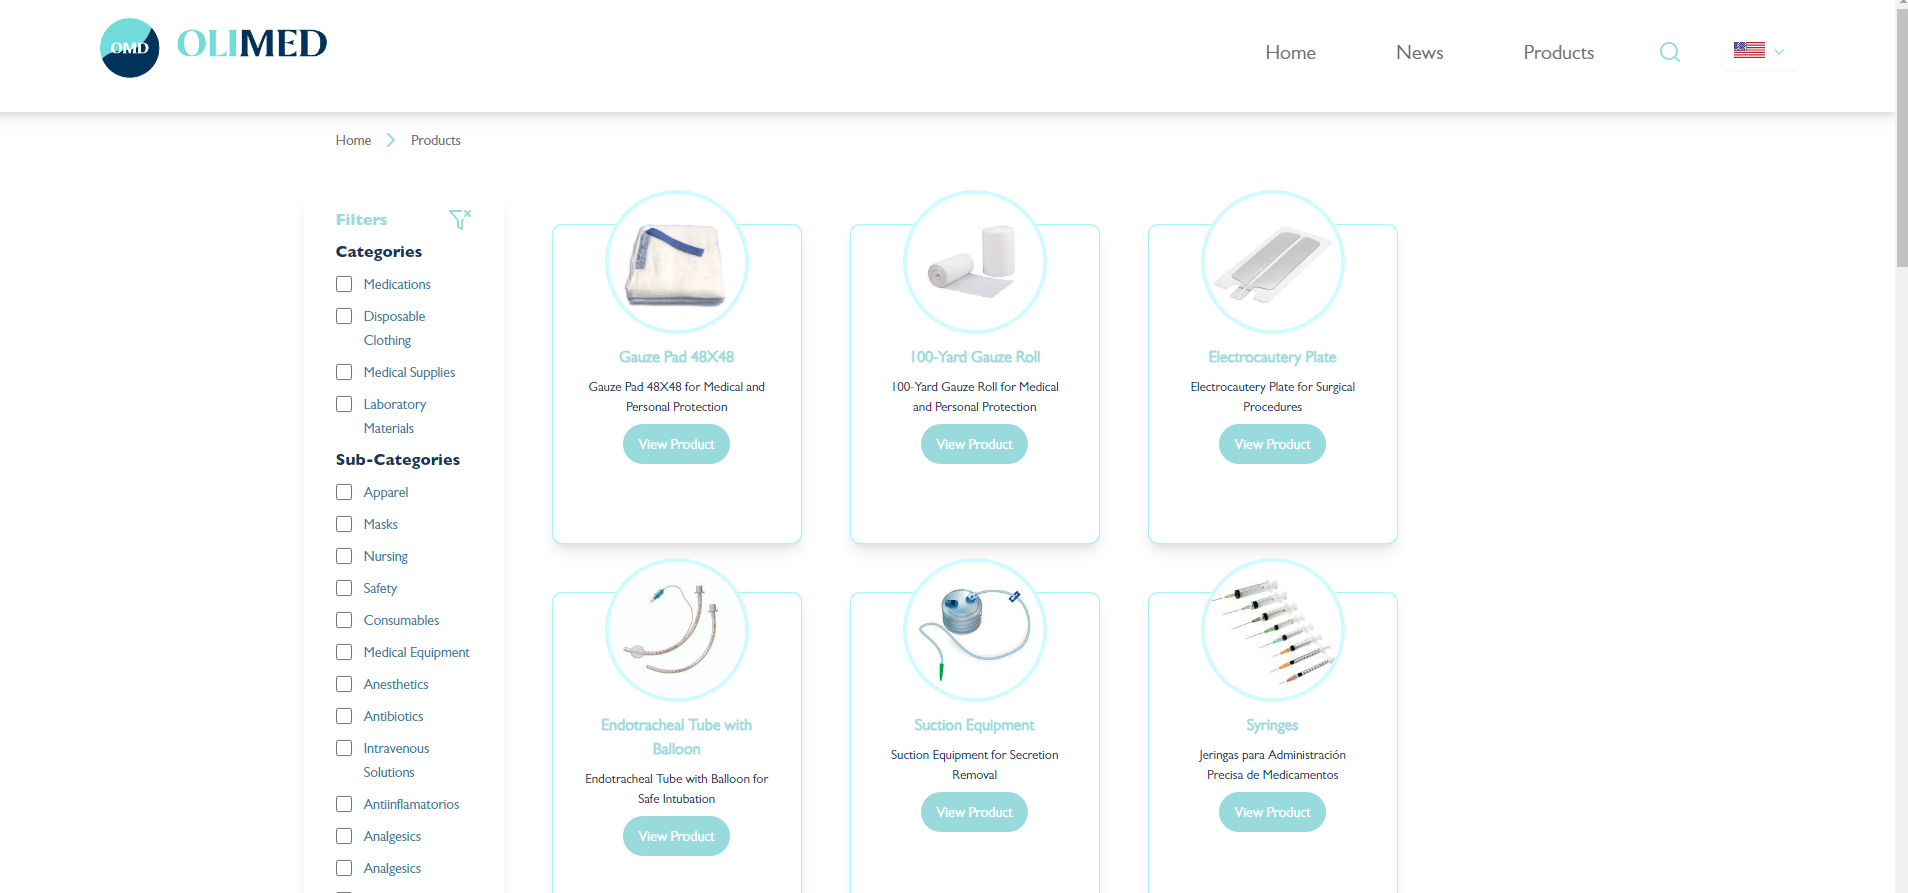 OMD
OLIMED
Home
News
Products
Home
Products
Filters
Categories
Medications
Disposable
Clothing
Medical Supplies
Laboratory
Materials
Sub-Categories
Apparel
Masks
Nursing
Safety
Consumables
Medical Equipment
Anesthetics
Antibiotics
Intravenous
Solutions
Antiinflamatorios
Analgesics
Analgesics
Gauze Pad 48X48
Gauze Pad 48X48 for Medical and
Personal Protection
View Product
100-Yard Gauze Roll
100-Yard Gauze Roll for Medical
and Personal Protection
View Product
Electrocautery Plate
Electrocautery Plate for Surgical
Procedures
View Product
Endotracheal Tube with
Balloon
Endotracheal Tube with Balloon for
Safe Intubation
View Product
Suction Equipment
Suction Equipment for Secretion
Removal
View Product
Syringes
Jeringas para Administración
Precisa de Medicamentos
View Product